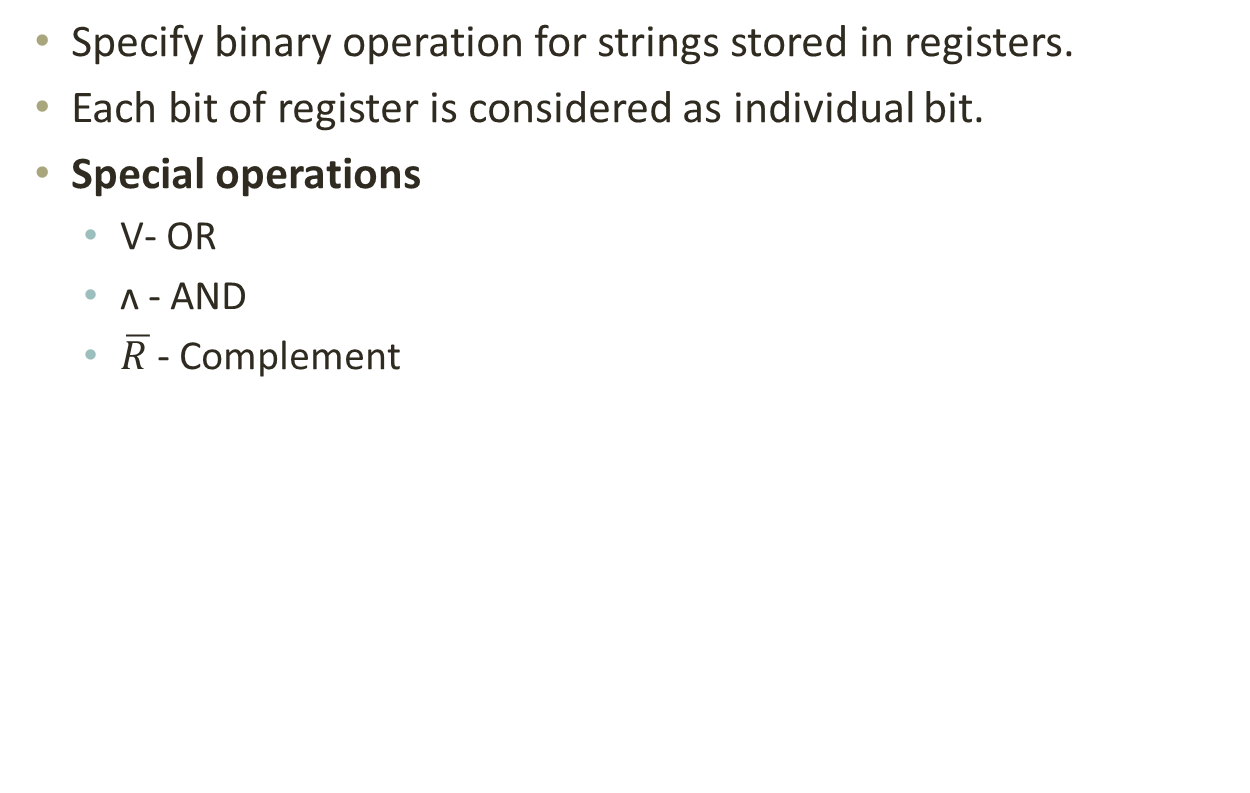 • Specify binary operation for strings stored in registers.
• Each bit of register is considered as individual bit.
• Special operations
• V- OR
• ∧ - AND
• R̅ - Complement